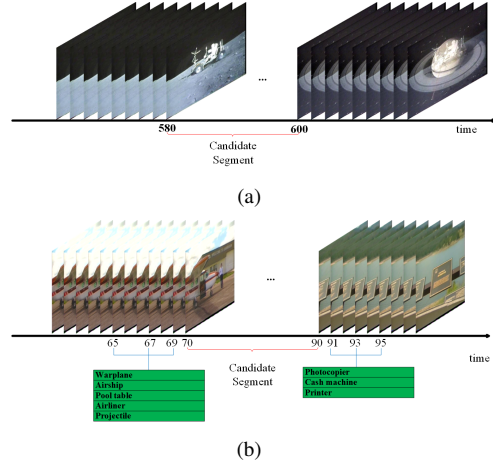 ...
580
600
time
Candidate
Segment
(a)
...
65 67 69 70 90 91 93 95
time
Candidate
Segment
Warplane
Airship
Pool table
Airliner
Projectile
Photocopier
Cash machine
Printer
(b)